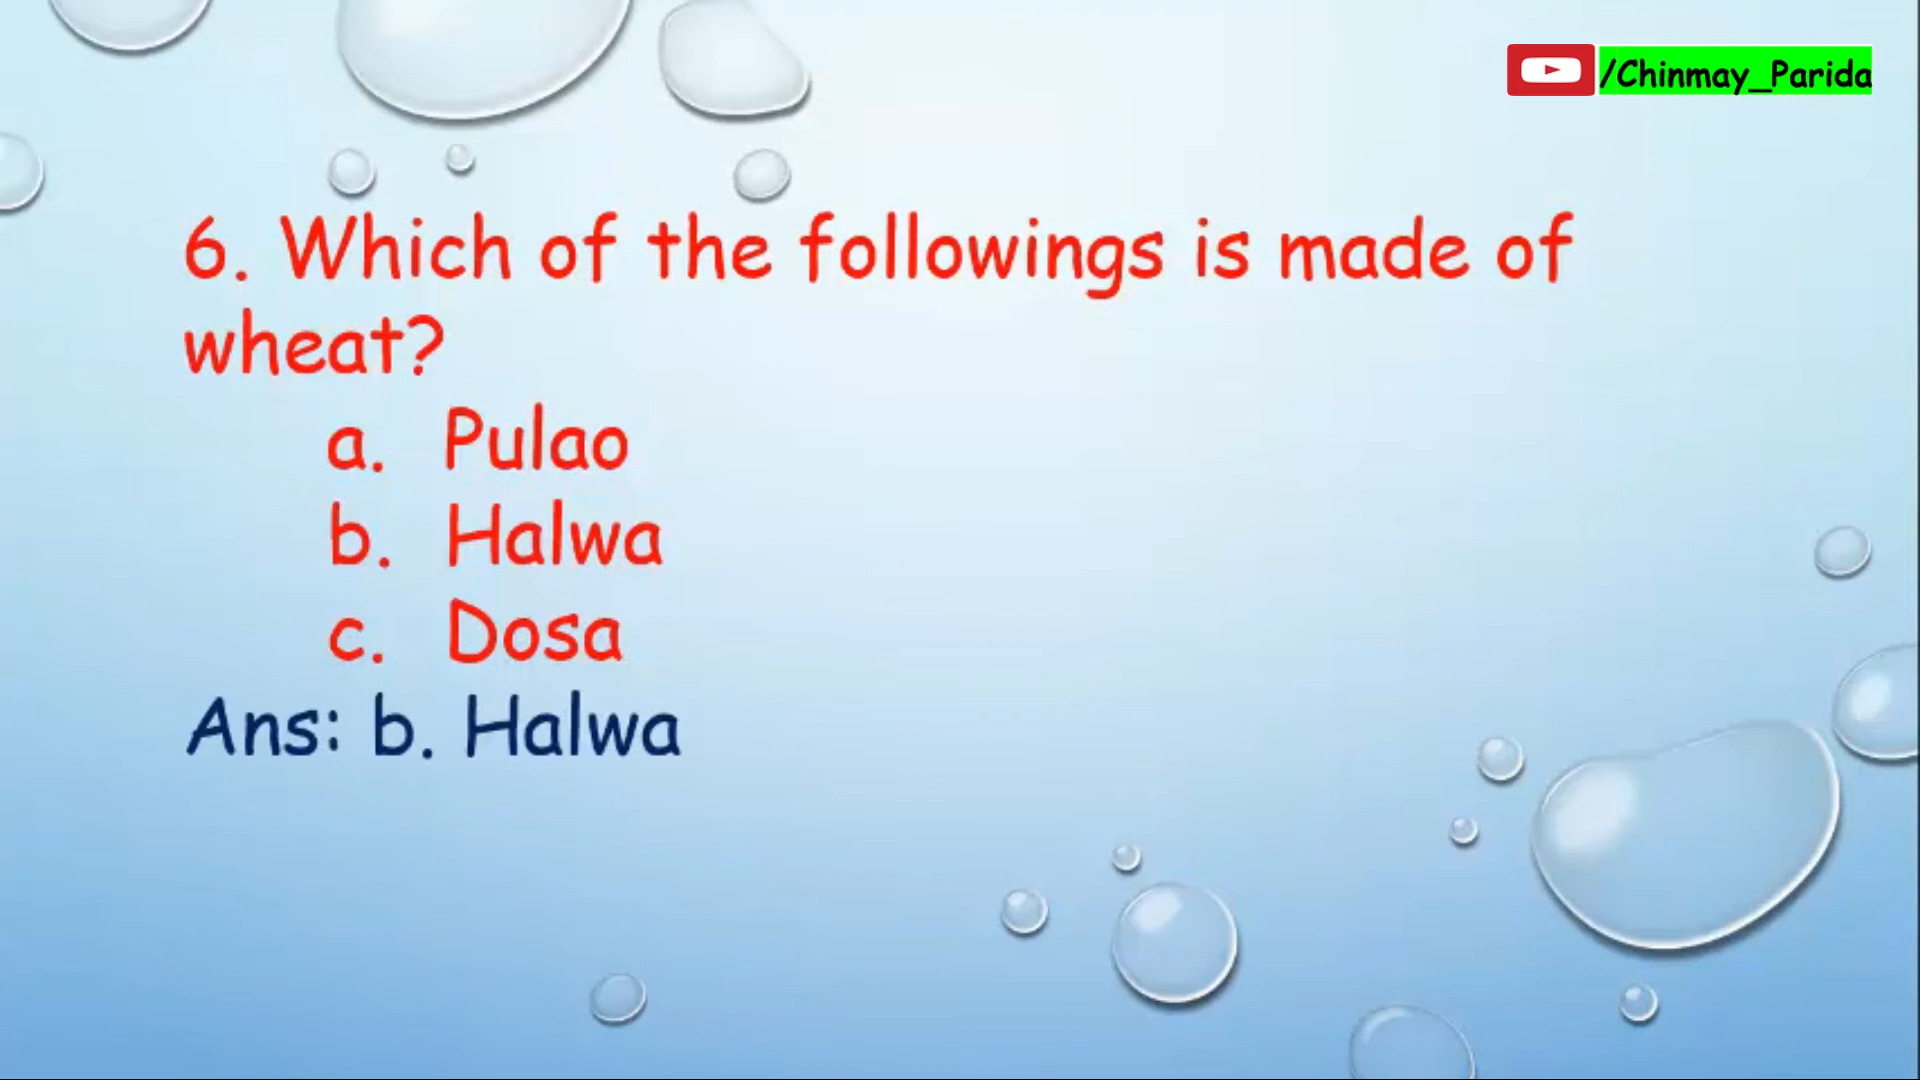 /Chinmay_Parida
6. Which of the followings is made of
wheat?
a. Pulao
b. Halwa
c. Dosa
Ans: b. Halwa